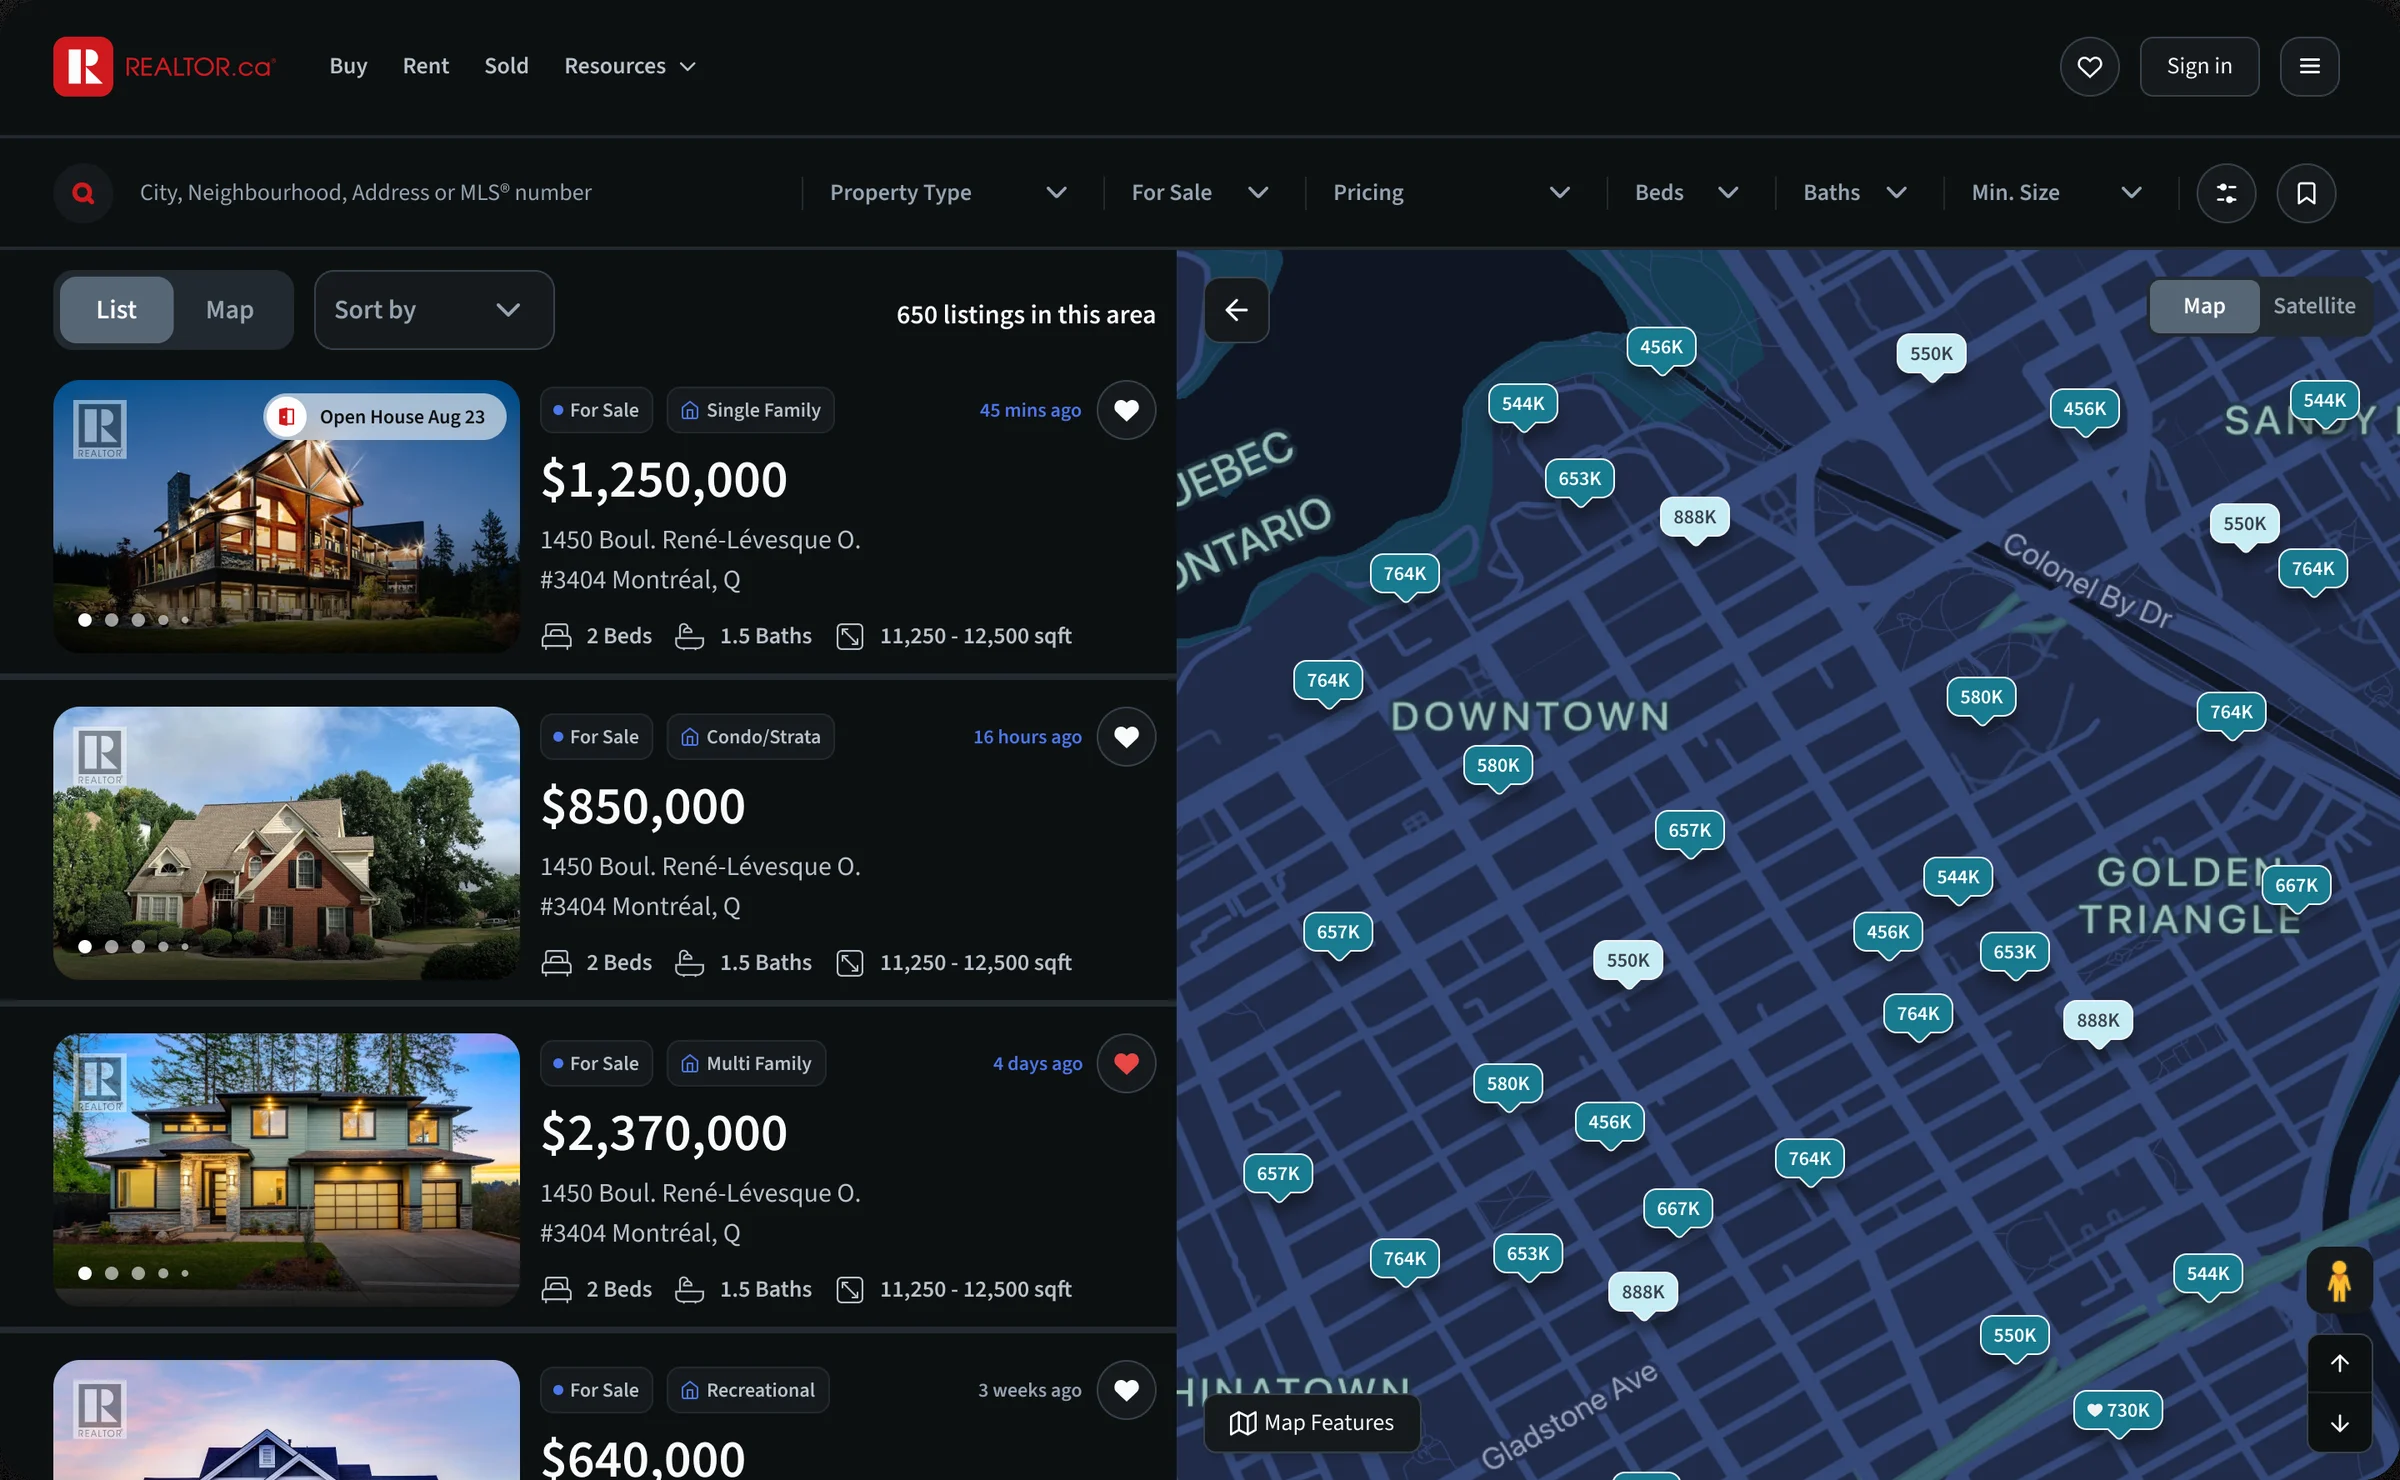 REALTOR.ca®
Buy
Rent
Sold
Resources
Sign in
City, Neighbourhood, Address or MLS® number
Property Type
For Sale
Pricing
Beds
Baths
Min. Size
List
Map
Sort by
650 listings in this area
REALTOR
Open House Aug 23
For Sale
Single Family
45 mins ago
$1,250,000
1450 Boul. René-Lévesque O.
#3404 Montréal, Q
2 Beds
1.5 Baths
11,250 - 12,500 sqft
REALTOR
For Sale
Condo/Strata
16 hours ago
$850,000
1450 Boul. René-Lévesque O.
#3404 Montréal, Q
2 Beds
1.5 Baths
11,250 - 12,500 sqft
REALTOR
For Sale
Multi Family
4 days ago
$2,370,000
1450 Boul. René-Lévesque O.
#3404 Montréal, Q
2 Beds
1.5 Baths
11,250 - 12,500 sqft
REALTOR
For Sale
Recreational
3 weeks ago
$640,000
Map
Satellite
456K
550K
544K
456K
544K
SANDY
UEBEC
ONTARIO
653K
888K
550K
764K
764K
Colonel By Dr
764K
DOWNTOWN
580K
764K
580K
657K
544K
GOLDEN
TRIANGLE
667K
657K
456K
653K
550K
764K
888K
580K
456K
764K
657K
667K
764K
653K
888K
544K
550K
HINATOWN
Gladstone Ave
730K
Map Features